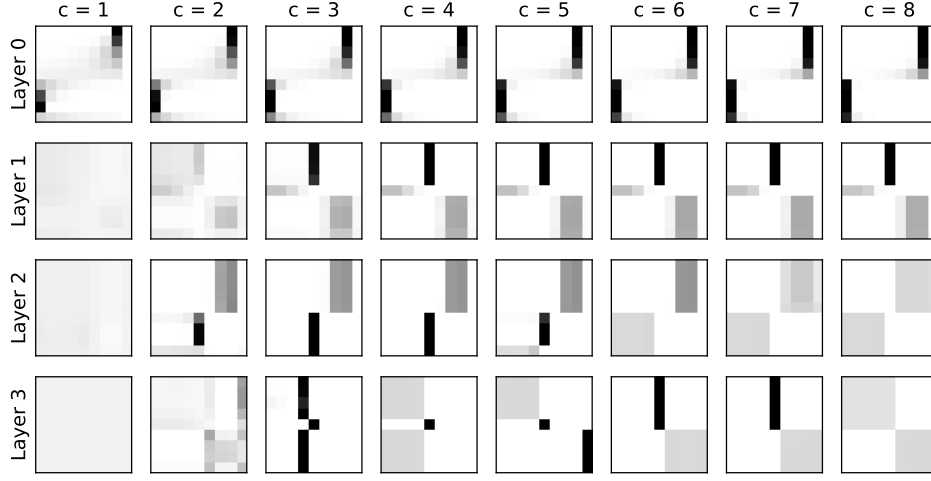 c = 1 c = 2 c = 3 c = 4 c = 5 c = 6 c = 7 c = 8
Layer 0
Layer 1
Layer 2
Layer 3